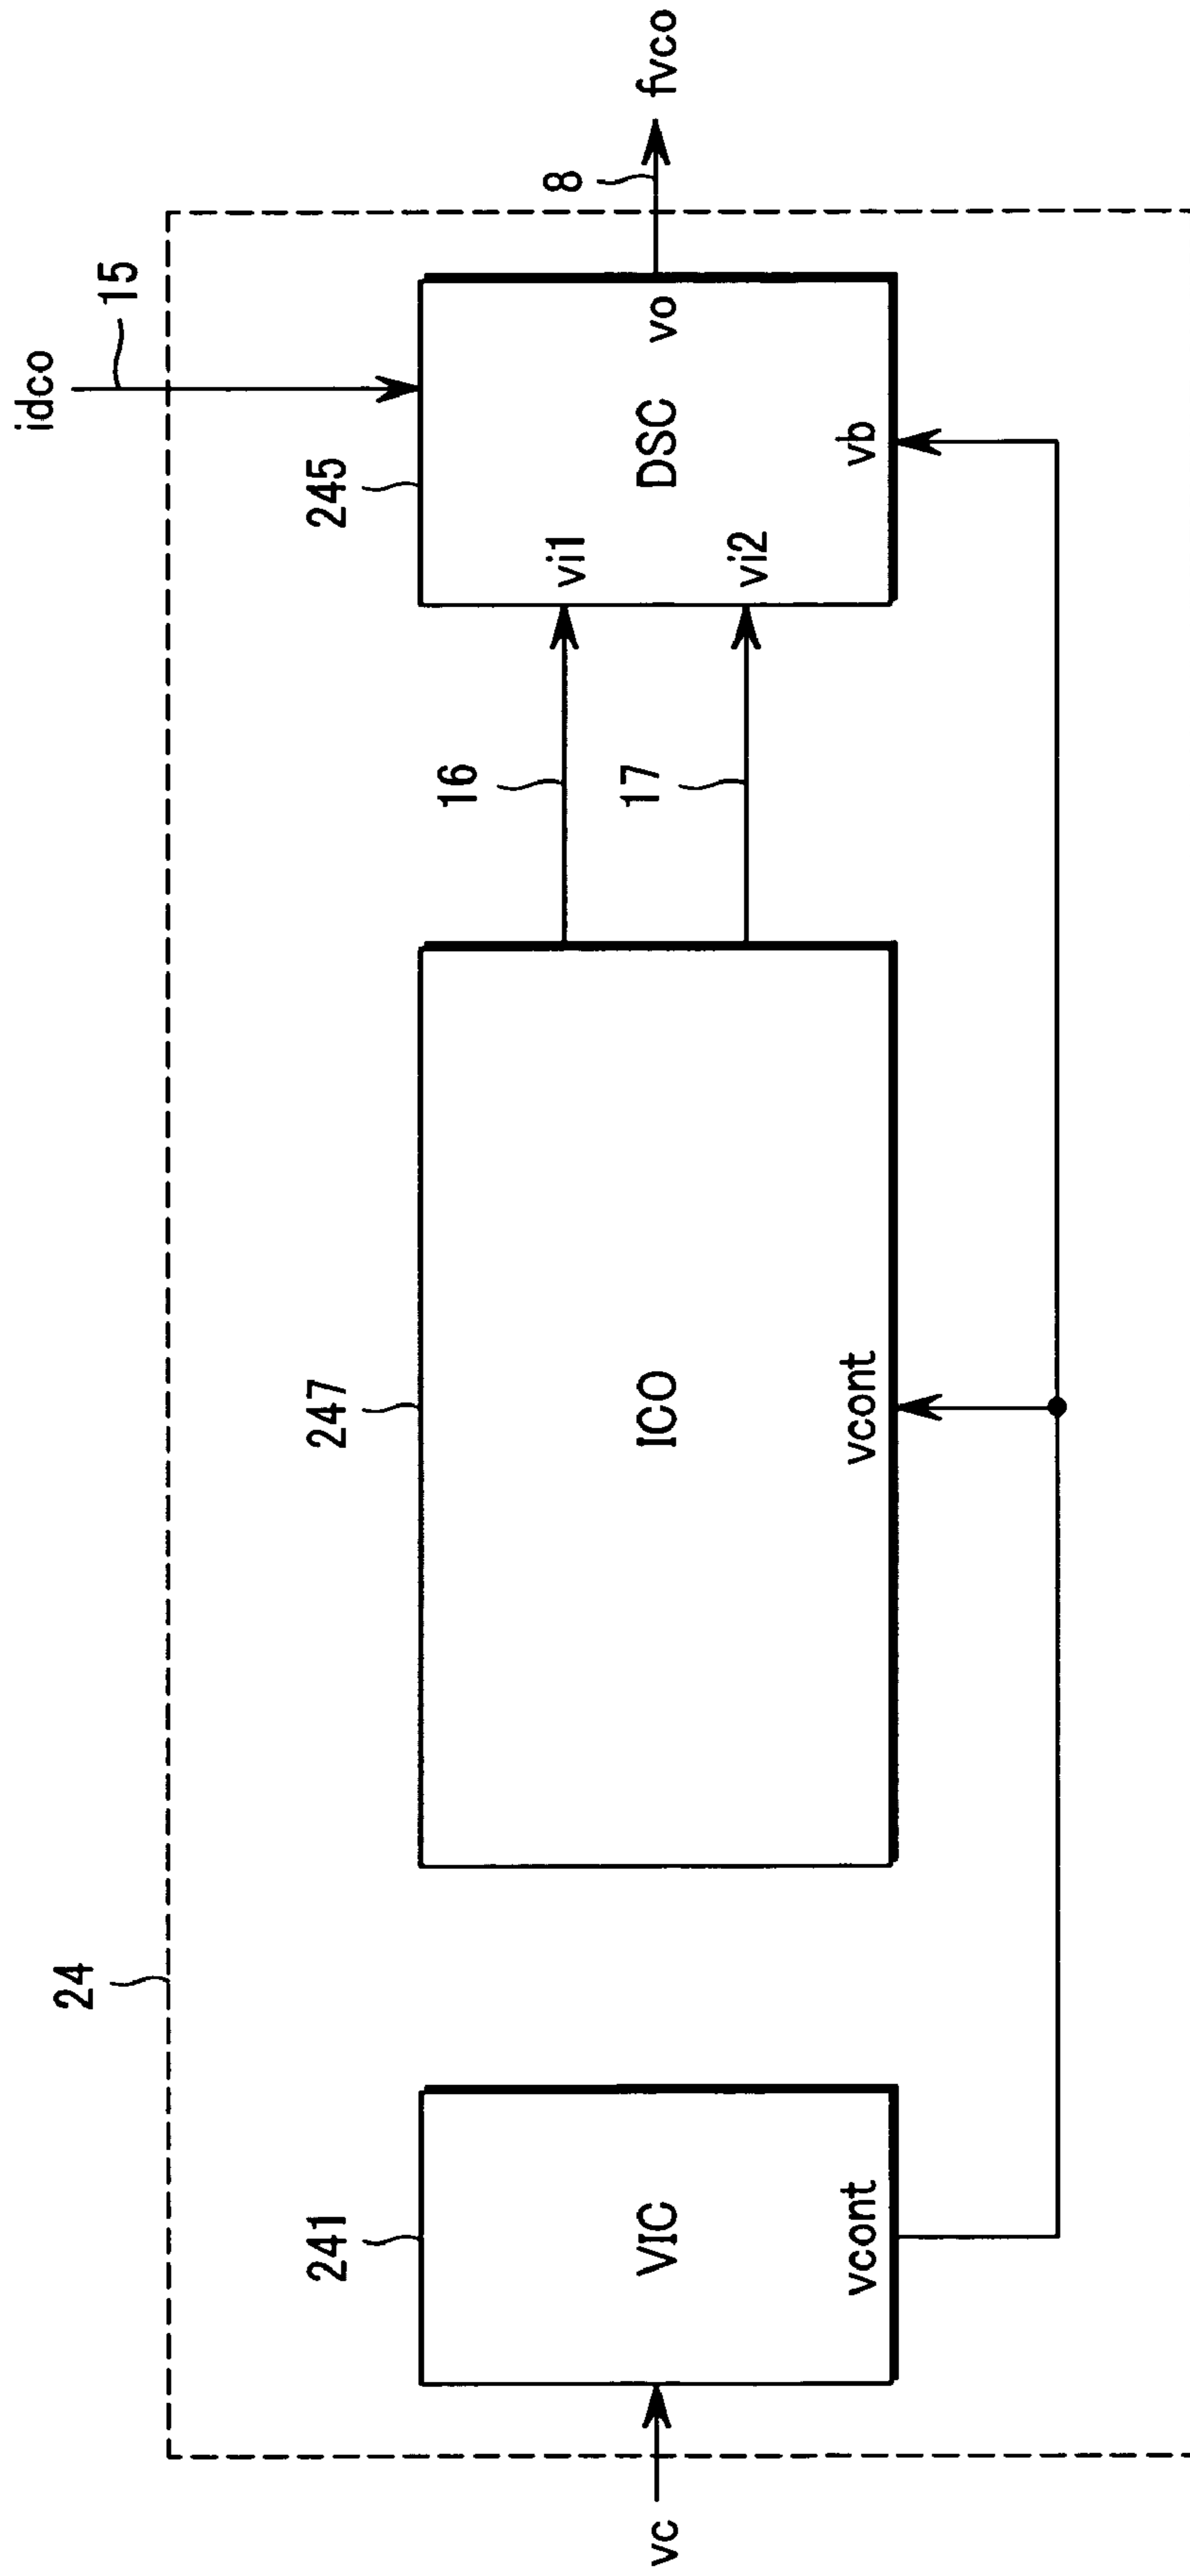 24
idco
15
241
247
245
VIC
vcont
ICO
vcont
16
17
vi1
vi2
DSC
vo
vb
8
vc
fvco